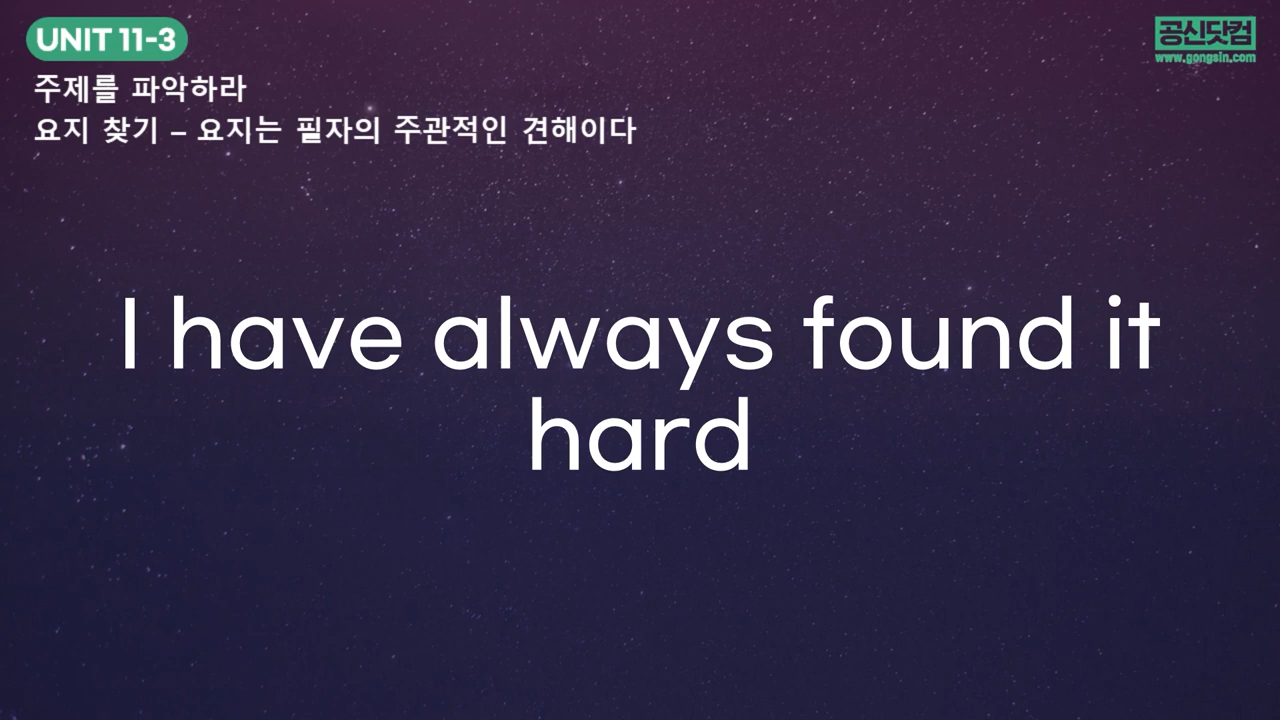 UNIT 11-3
공신닷컴
www.gongsin.com
주제를 파악하라
요지 찾기 – 요지는 필자의 주관적인 견해이다
I have always found it
hard